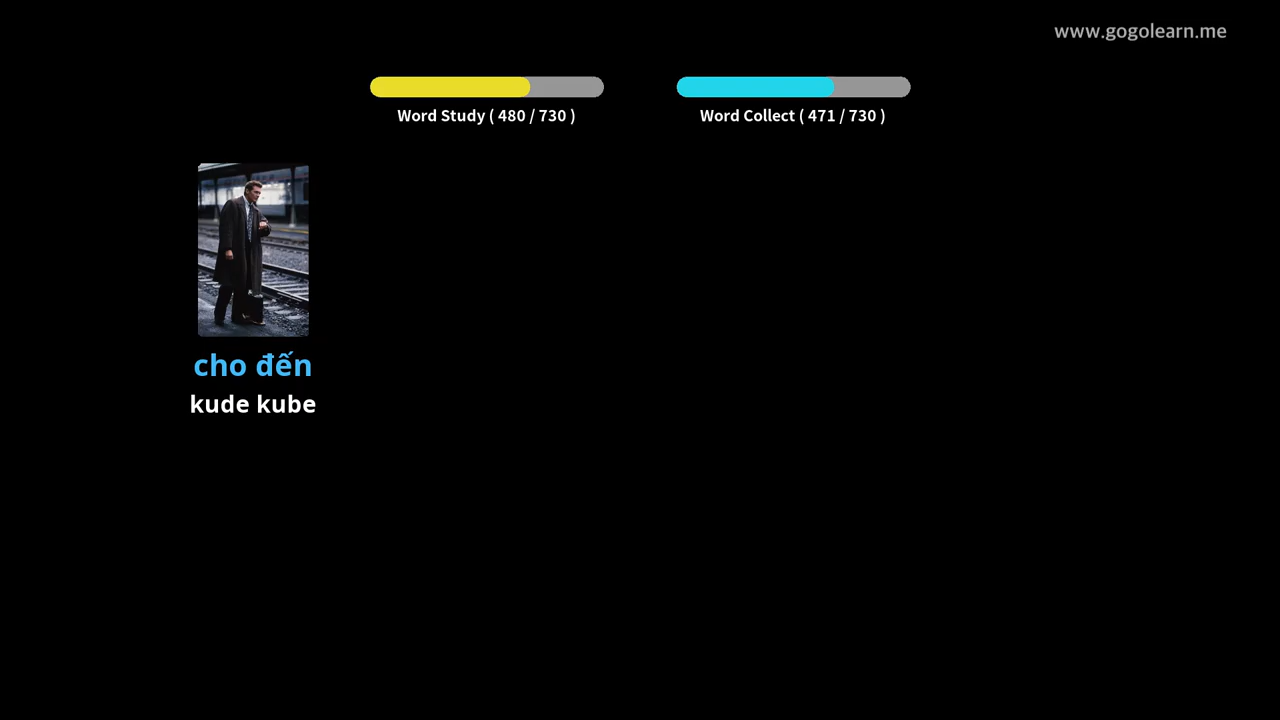 www.gogolearn.me
Word Study ( 480 / 730 )
Word Collect ( 471 / 730 )
cho đến
kude kube